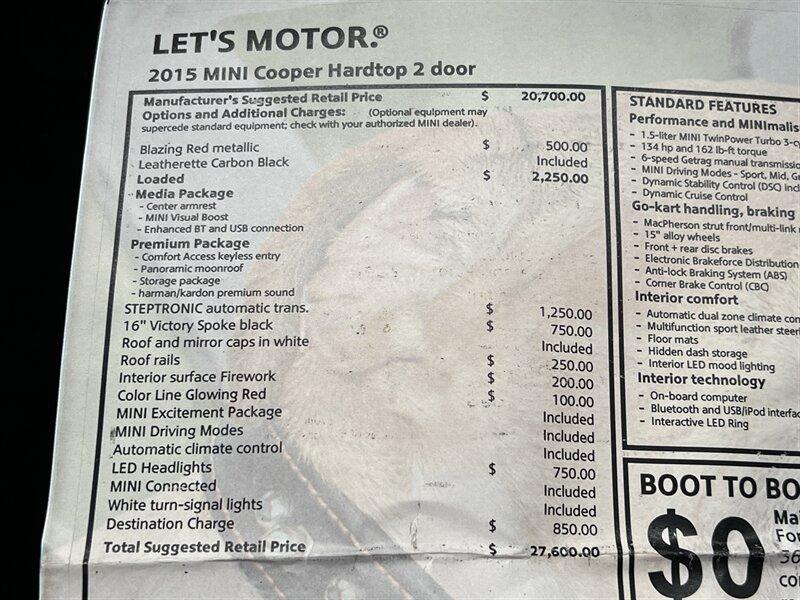 LET'S MOTOR.®
2015 MINI Cooper Hardtop 2 door
Manufacturer's Suggested Retail Price $ 20,700.00
Options and Additional Charges: (Optional equipment may
supercede standard equipment; check with your authorized MINI dealer).
Blazing Red metallic $ 500.00
Leatherette Carbon Black Included
Loaded $ 2,250.00
Media Package
- Center armrest
- MINI Visual Boost
- Enhanced BT and USB connection
Premium Package
- Comfort Access keyless entry
- Panoramic moonroof
- Storage package
- harman/kardon premium sound
STEPTRONIC automatic trans. $ 1,250.00
16" Victory Spoke black $ 750.00
Roof and mirror caps in white Included
Roof rails $ 250.00
Interior surface Firework $ 200.00
Color Line Glowing Red $ 100.00
MINI Excitement Package Included
MINI Driving Modes Included
Automatic climate control Included
LED Headlights $ 750.00
MINI Connected Included
White turn-signal lights Included
Destination Charge $ 850.00
Total Suggested Retail Price $ 27,600.00
STANDARD FEATURES
Performance and MINImalis
- 1.5-liter MINI TwinPower Turbo 3-cy
- 134 hp and 162 lb-ft torque
- 6-speed Getrag manual transmissio
- MINI Driving Modes - Sport, Mid, Gr
- Dynamic Stability Control (DSC) incl
- Dynamic Cruise Control
Go-kart handling, braking
- MacPherson strut front/multi-link r
- 15" alloy wheels
- Front + rear disc brakes
- Electronic Brakeforce Distribution
- Anti-lock Braking System (ABS)
- Corner Brake Control (CBC)
Interior comfort
- Automatic dual zone climate con
- Multifunction sport leather steeri
- Floor mats
- Hidden dash storage
- Interior LED mood lighting
Interior technology
- On-board computer
- Bluetooth and USB/iPod interfac
- Interactive LED Ring
BOOT TO BO
$0
Mai
For
36
co